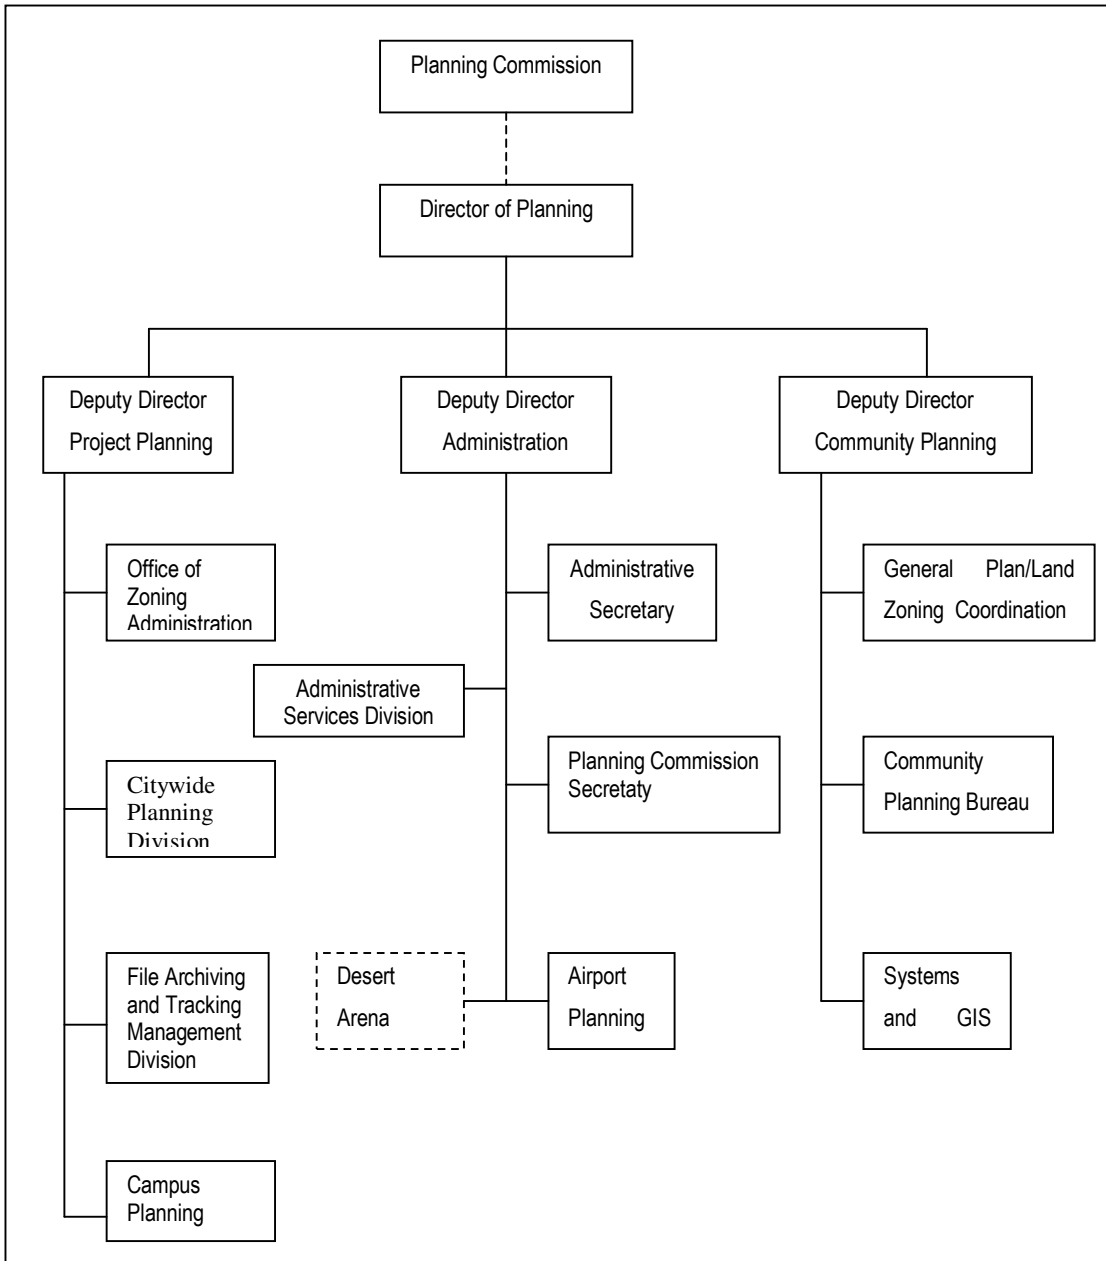 Planning Commission
Director of Planning
Deputy Director
Project Planning
Deputy Director
Administration
Deputy Director
Community Planning
Office of
Zoning
Administration
Administrative
Secretary
General Plan/Land
Zoning Coordination
Administrative
Services Division
Citywide
Planning
Division
Planning Commission
Secretaty
Community
Planning Bureau
File Archiving
and Tracking
Management
Division
Desert
Arena
Airport
Planning
Systems
and GIS
Campus
Planning